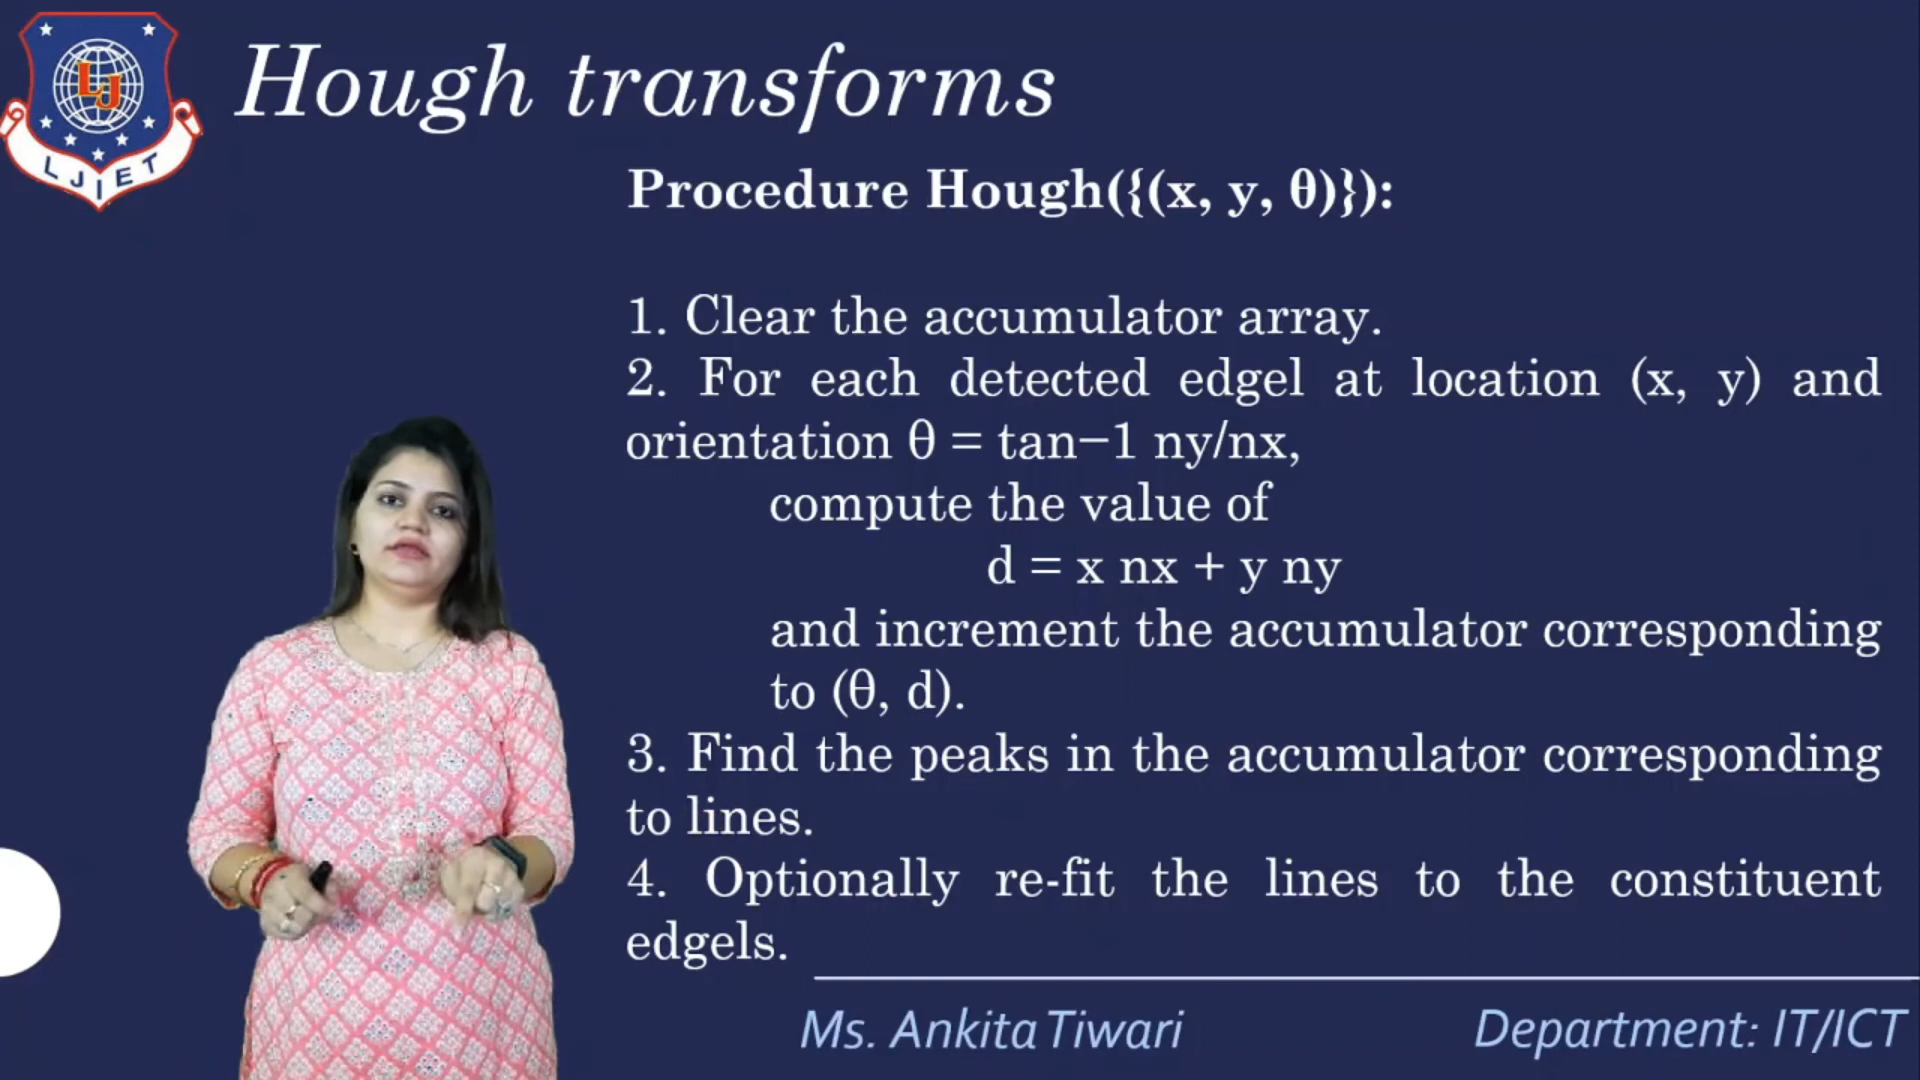 LJ
LJIET
Hough transforms
Procedure Hough({(x, y, θ)}):
1. Clear the accumulator array.
2. For each detected edgel at location (x, y) and
orientation θ = tan−1 ny/nx,
compute the value of
d = x nx + y ny
and increment the accumulator corresponding
to (θ, d).
3. Find the peaks in the accumulator corresponding
to lines.
4. Optionally re-fit the lines to the constituent
edgels.
Ms. Ankita Tiwari
Department: IT/ICT